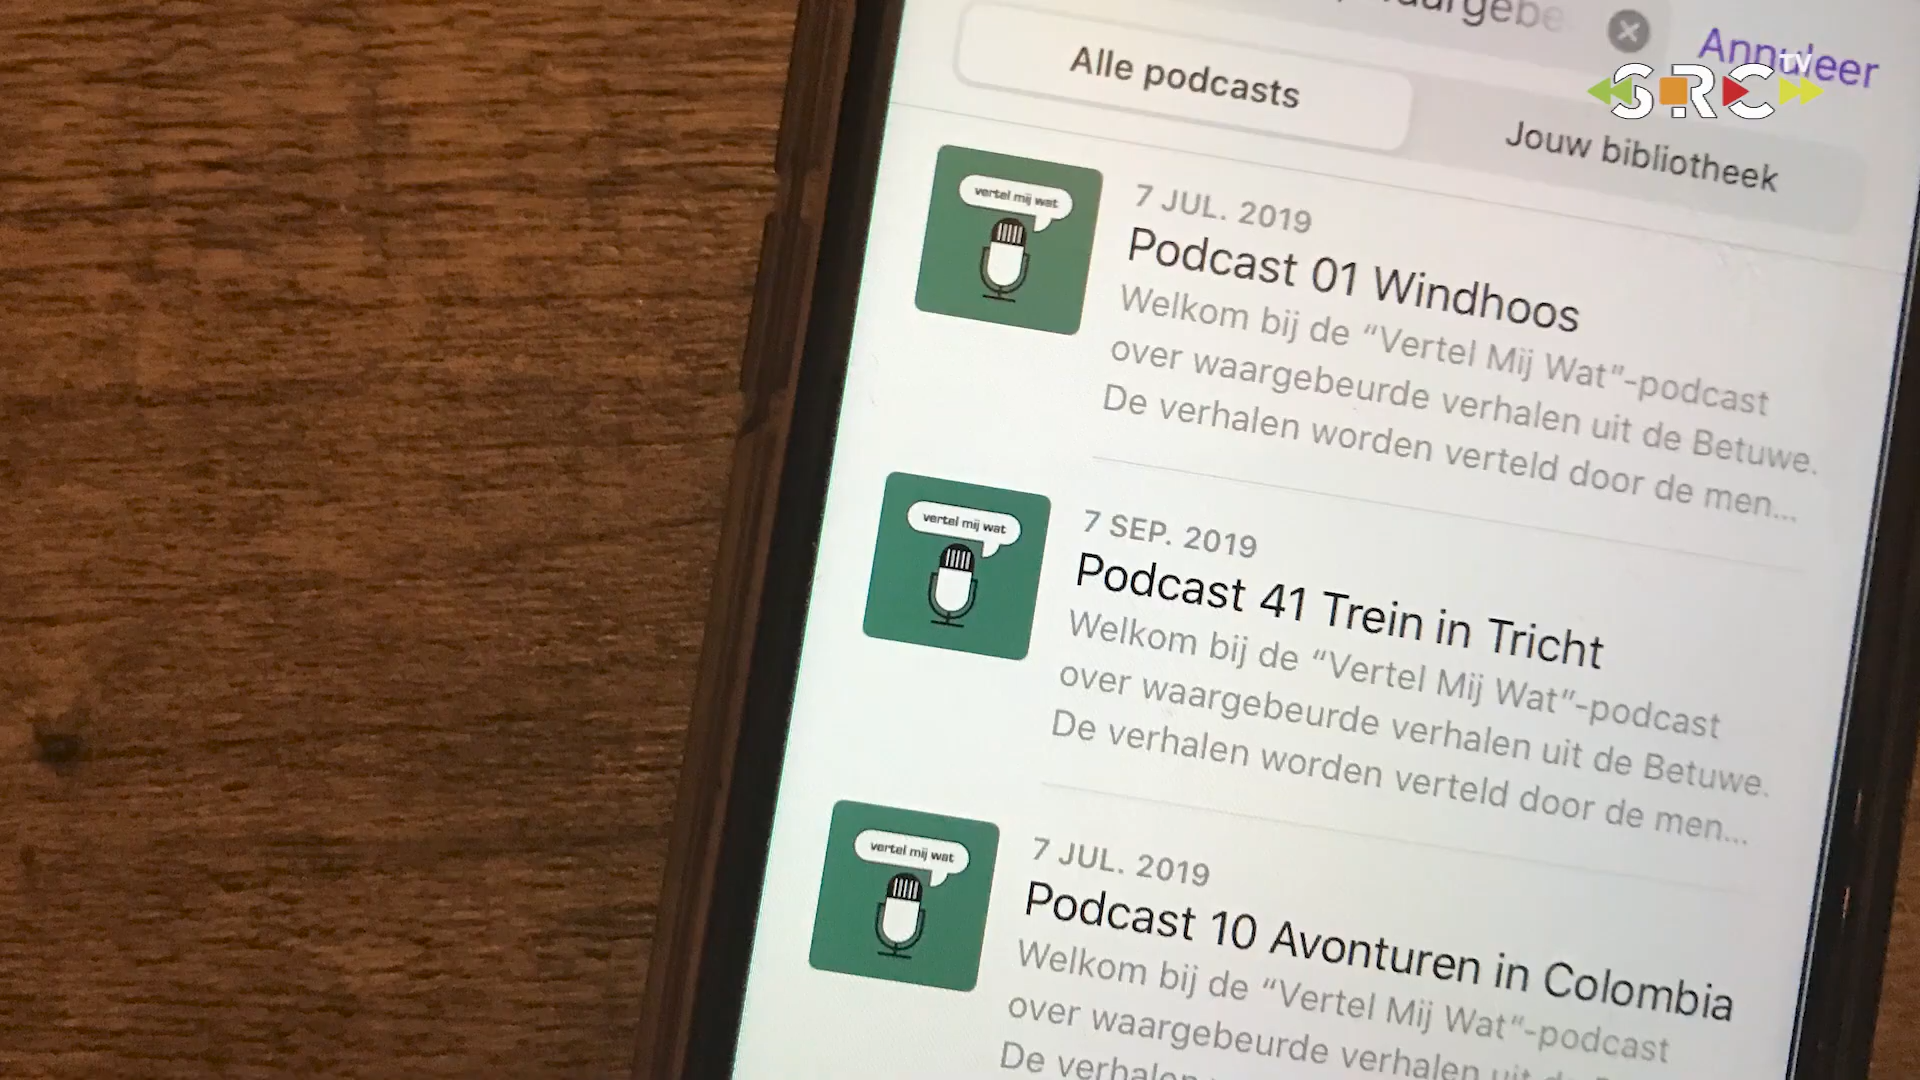 Annuleer
SRC TV
Alle podcasts
Jouw bibliotheek
vertel mij wat
7 JUL. 2019
Podcast 01 Windhoos
Welkom bij de “Vertel Mij Wat”-podcast
over waargebeurde verhalen uit de Betuwe.
De verhalen worden verteld door de men...
vertel mij wat
7 SEP. 2019
Podcast 41 Trein in Tricht
Welkom bij de “Vertel Mij Wat”-podcast
over waargebeurde verhalen uit de Betuwe.
De verhalen worden verteld door de men...
vertel mij wat
7 JUL. 2019
Podcast 10 Avonturen in Colombia
Welkom bij de “Vertel Mij Wat”-podcast
over waargebeurde verhalen uit
De